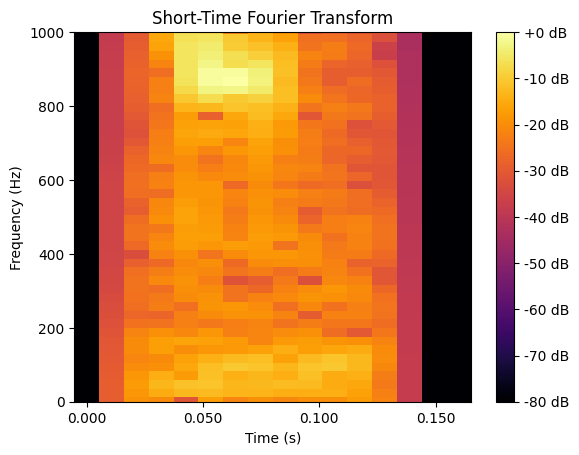 Short-Time Fourier Transform
1000
800
600
400
200
0
Frequency (Hz)
0.000
0.050
0.100
0.150
Time (s)
+0 dB
-10 dB
-20 dB
-30 dB
-40 dB
-50 dB
-60 dB
-70 dB
-80 dB